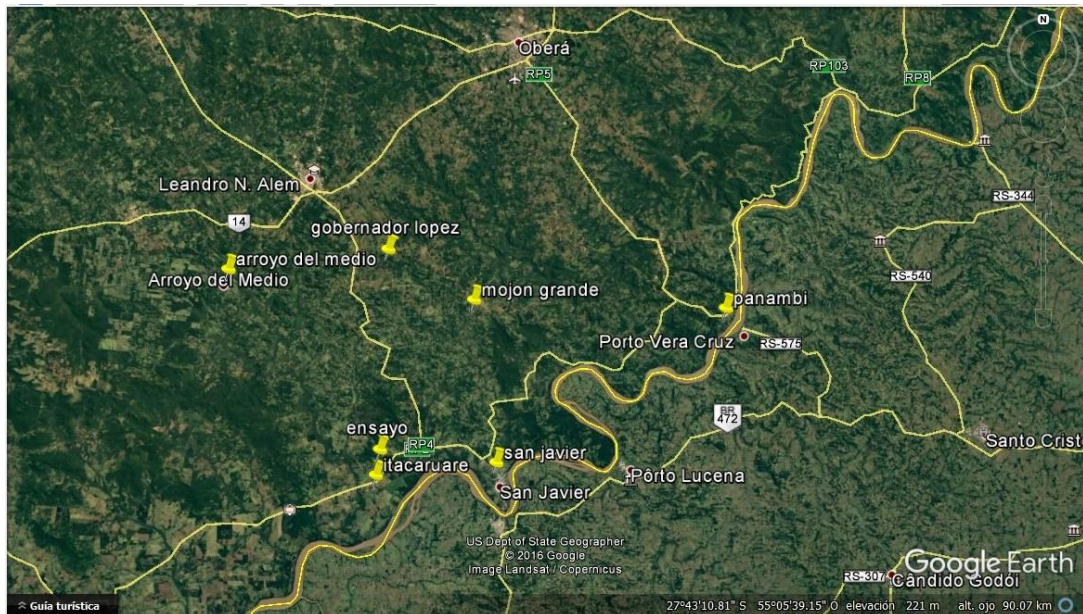 N
Oberá
RP5
RP103
RP8
Leandro N. Alem
RS-344
14
gobernador lopez
RS-540
arroyo del medio
Arroyo del Medio
mojon grande
panambi
Porto Vera Cruz
RS-575
BR
472
ensayo
RP4
Santo Cristo
san javier
itacaruare
Pôrto Lucena
San Javier
US Dept of State Geographer
© 2016 Google
Image Landsat / Copernicus
Google Earth
RS-307
Cândido Godói
Guía turística
27°43'10.81" S 55°05'39.15" O elevación 221 m alt. ojo 90.07 km